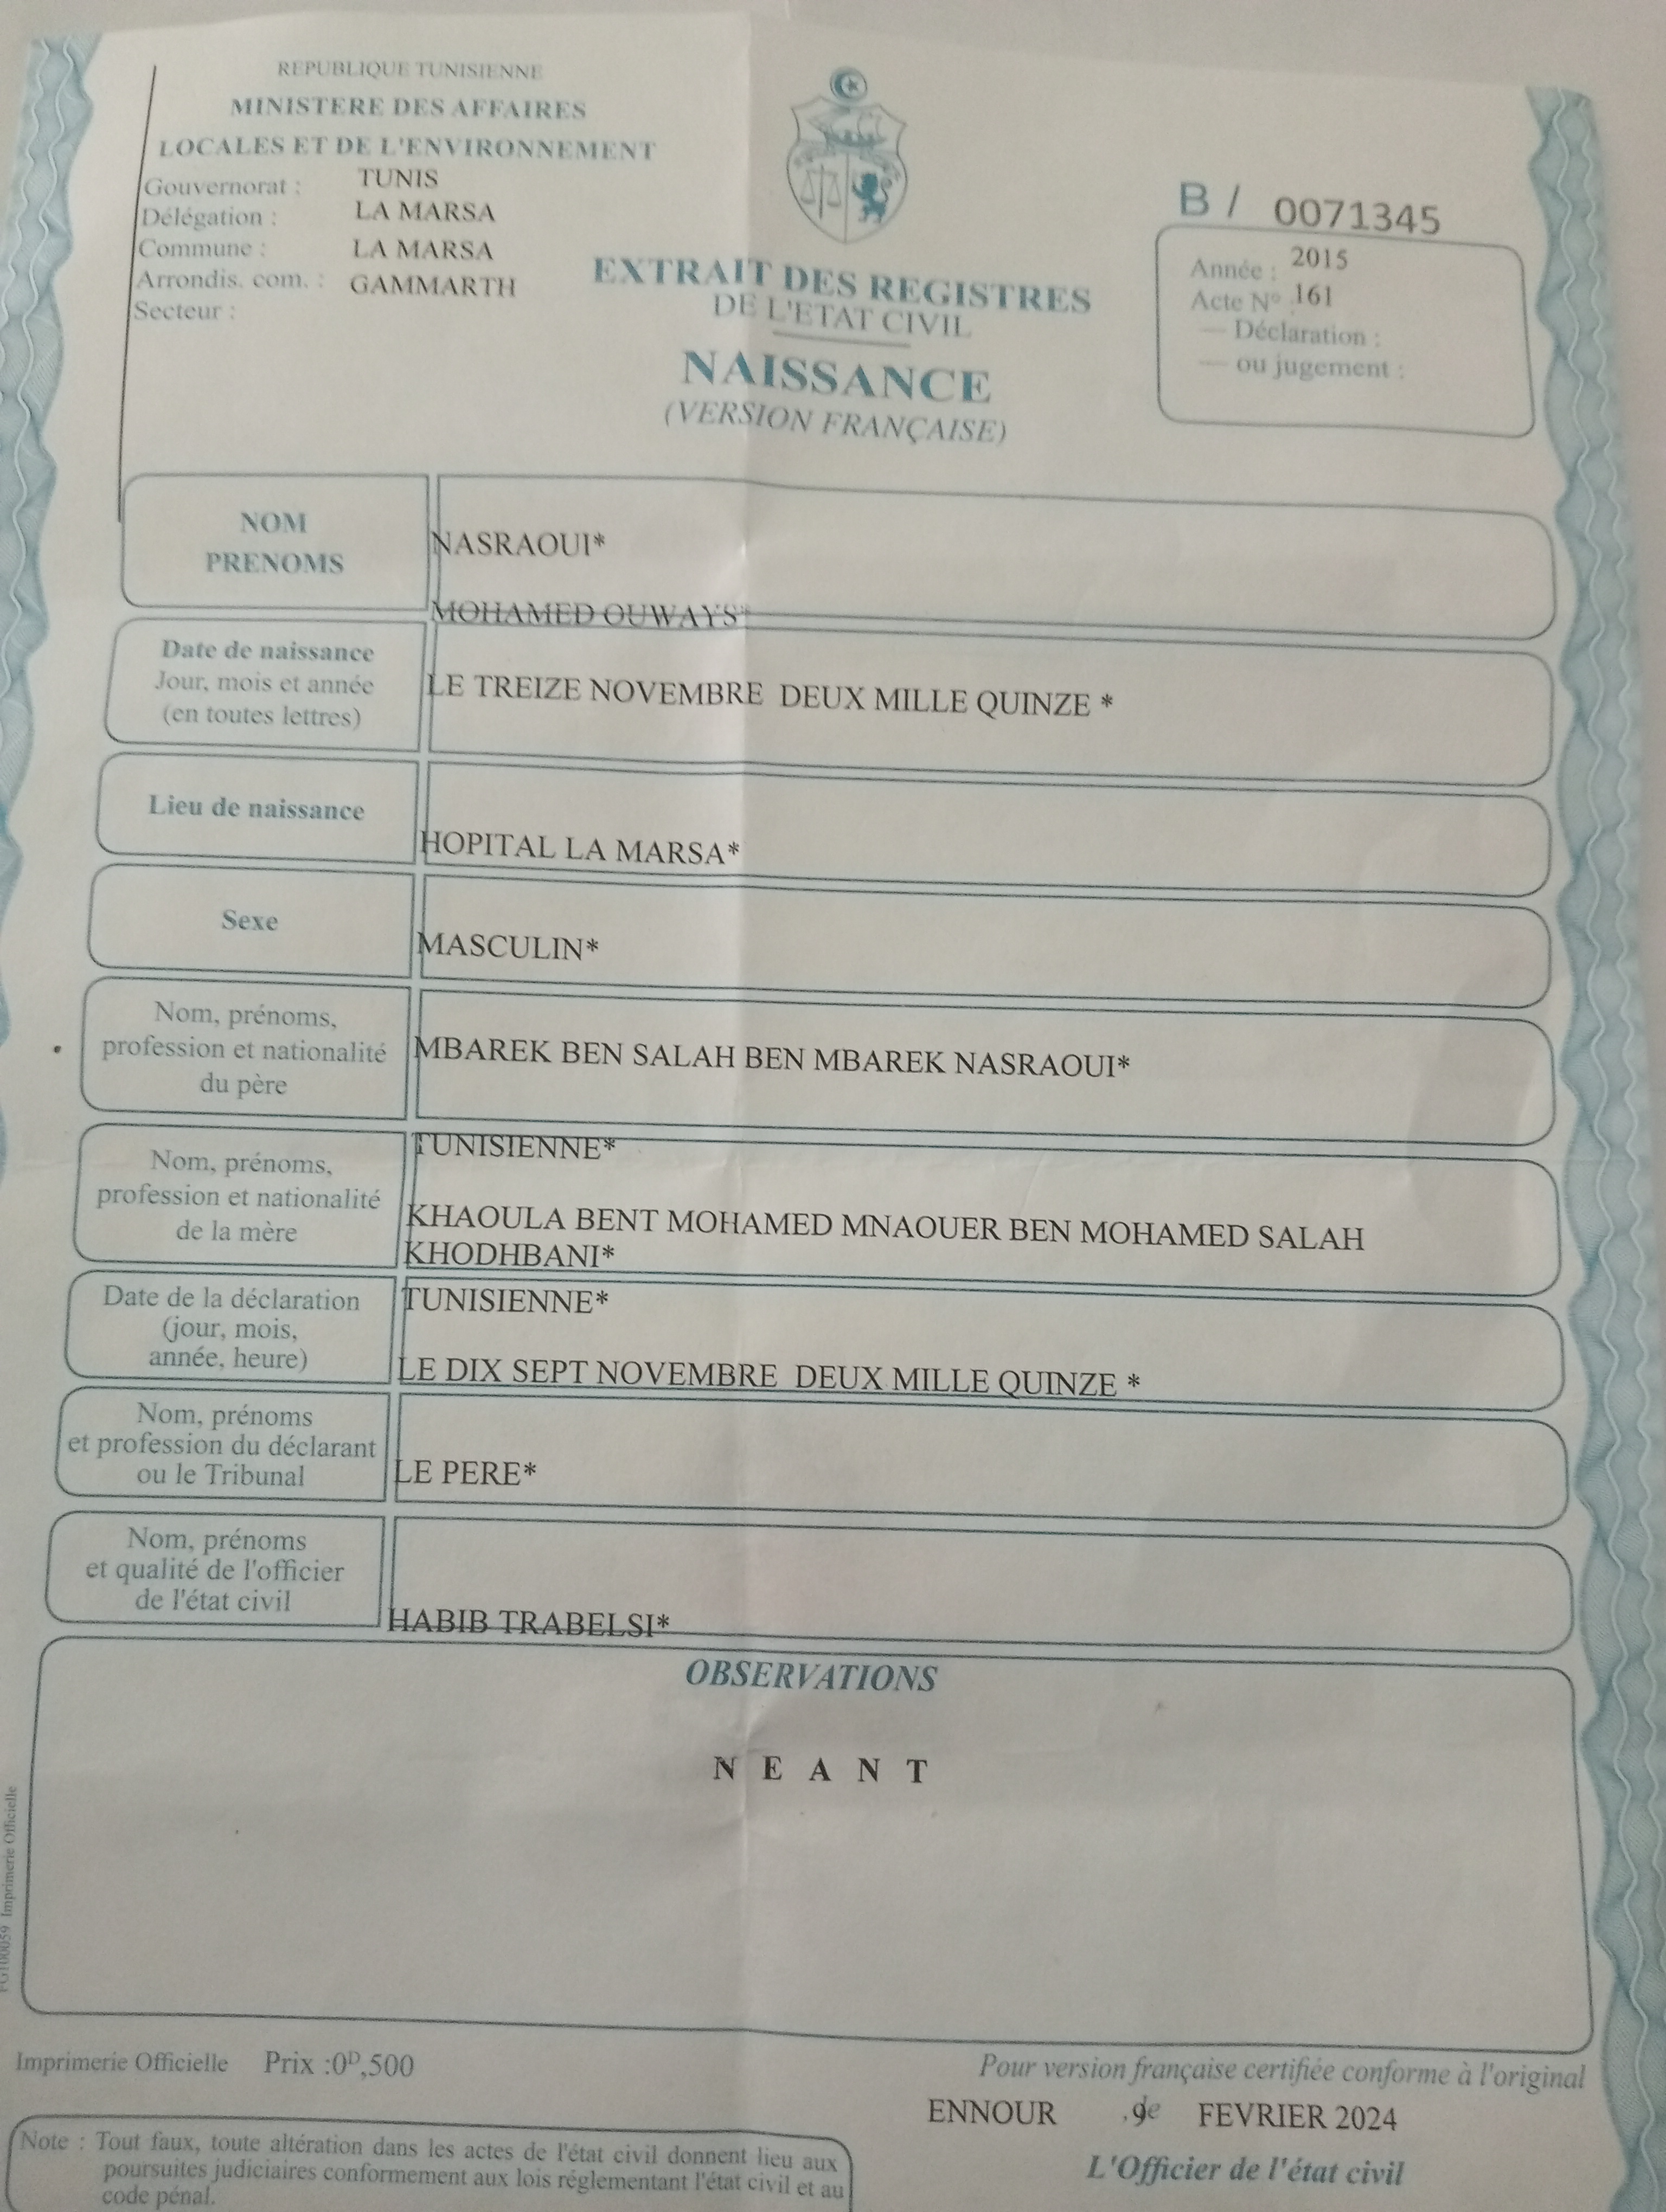 REPUBLIQUE TUNISIENNE
MINISTERE DES AFFAIRES
LOCALES ET DE L'ENVIRONNEMENT
Gouvernorat : TUNIS
Délégation : LA MARSA
Commune : LA MARSA
Arrondis. com. : GAMMARTH
Secteur :
EXTRAIT DES REGISTRES
DE L'ETAT CIVIL
NAISSANCE
(VERSION FRANÇAISE)
B / 0071345
Année : 2015
Acte N° 161
— Déclaration :
— ou jugement :
NOM
PRENOMS
NASRAOUI*
MOHAMED OUWAYS*
Date de naissance
Jour, mois et année
(en toutes lettres)
LE TREIZE NOVEMBRE DEUX MILLE QUINZE *
Lieu de naissance
HOPITAL LA MARSA*
Sexe
MASCULIN*
Nom, prénoms,
profession et nationalité
du père
MBAREK BEN SALAH BEN MBAREK NASRAOUI*
TUNISIENNE*
Nom, prénoms,
profession et nationalité
de la mère
KHAOULA BENT MOHAMED MNAOUER BEN MOHAMED SALAH
KHODHBANI*
TUNISIENNE*
Date de la déclaration
(jour, mois,
année, heure)
LE DIX SEPT NOVEMBRE DEUX MILLE QUINZE *
Nom, prénoms
et profession du déclarant
ou le Tribunal
LE PERE*
Nom, prénoms
et qualité de l'officier
de l'état civil
HABIB TRABELSI*
OBSERVATIONS
N E A N T
Imprimerie Officielle
Imprimerie Officielle Prix :0ᴰ,500
Pour version française certifiée conforme à l'original
ENNOUR ,le 9 FEVRIER 2024
L'Officier de l'état civil
Note : Tout faux, toute altération dans les actes de l'état civil donnent lieu aux
poursuites judiciaires conformement aux lois réglementant l'état civil et au
code pénal.